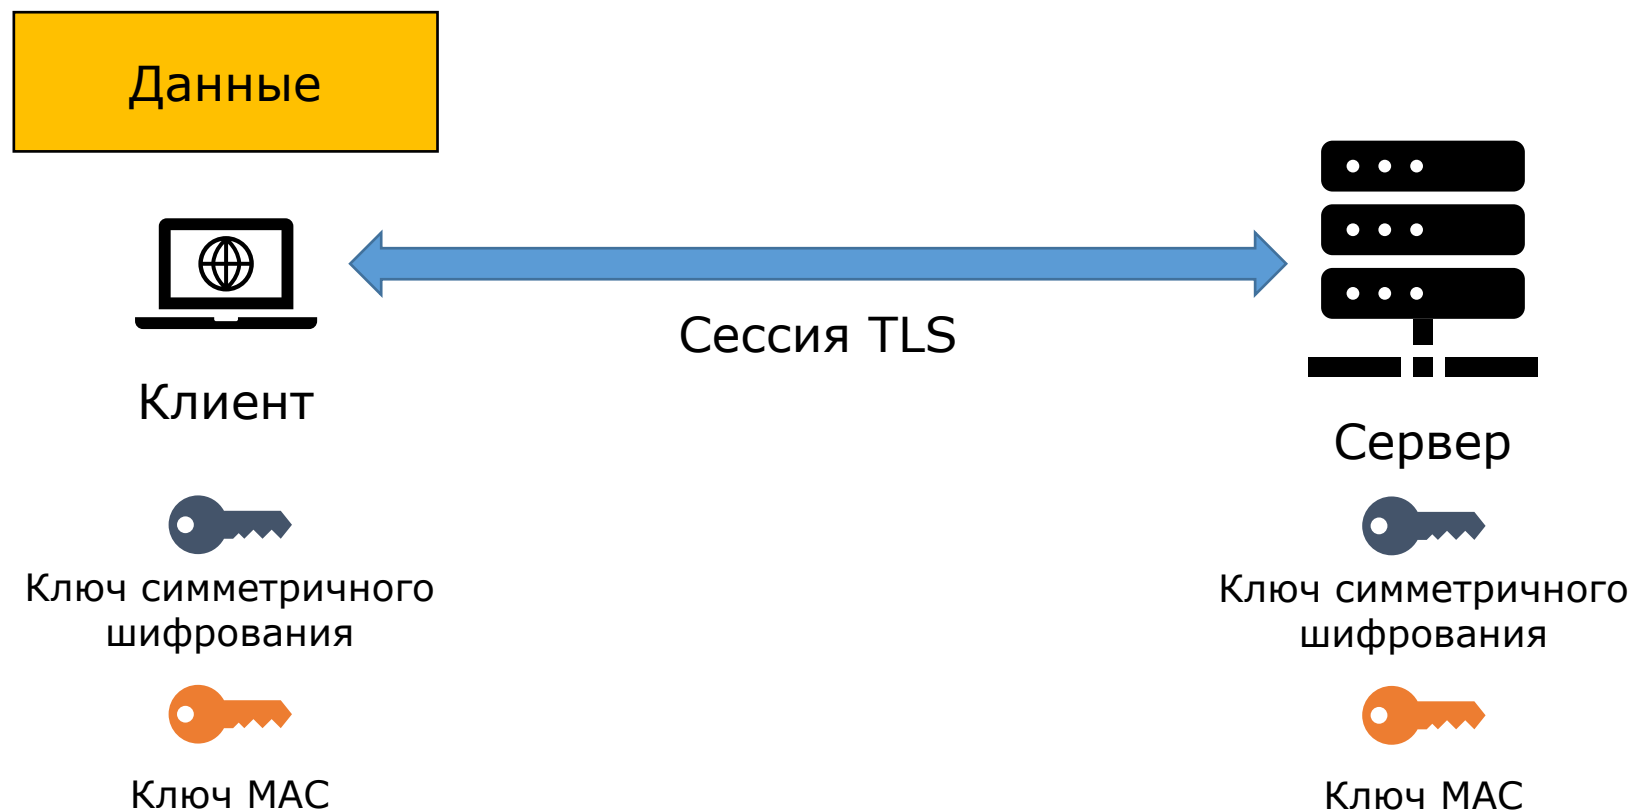 Данные
Сессия TLS
Клиент
Сервер
Ключ симметричного
шифрования
Ключ симметричного
шифрования
Ключ MAC
Ключ MAC